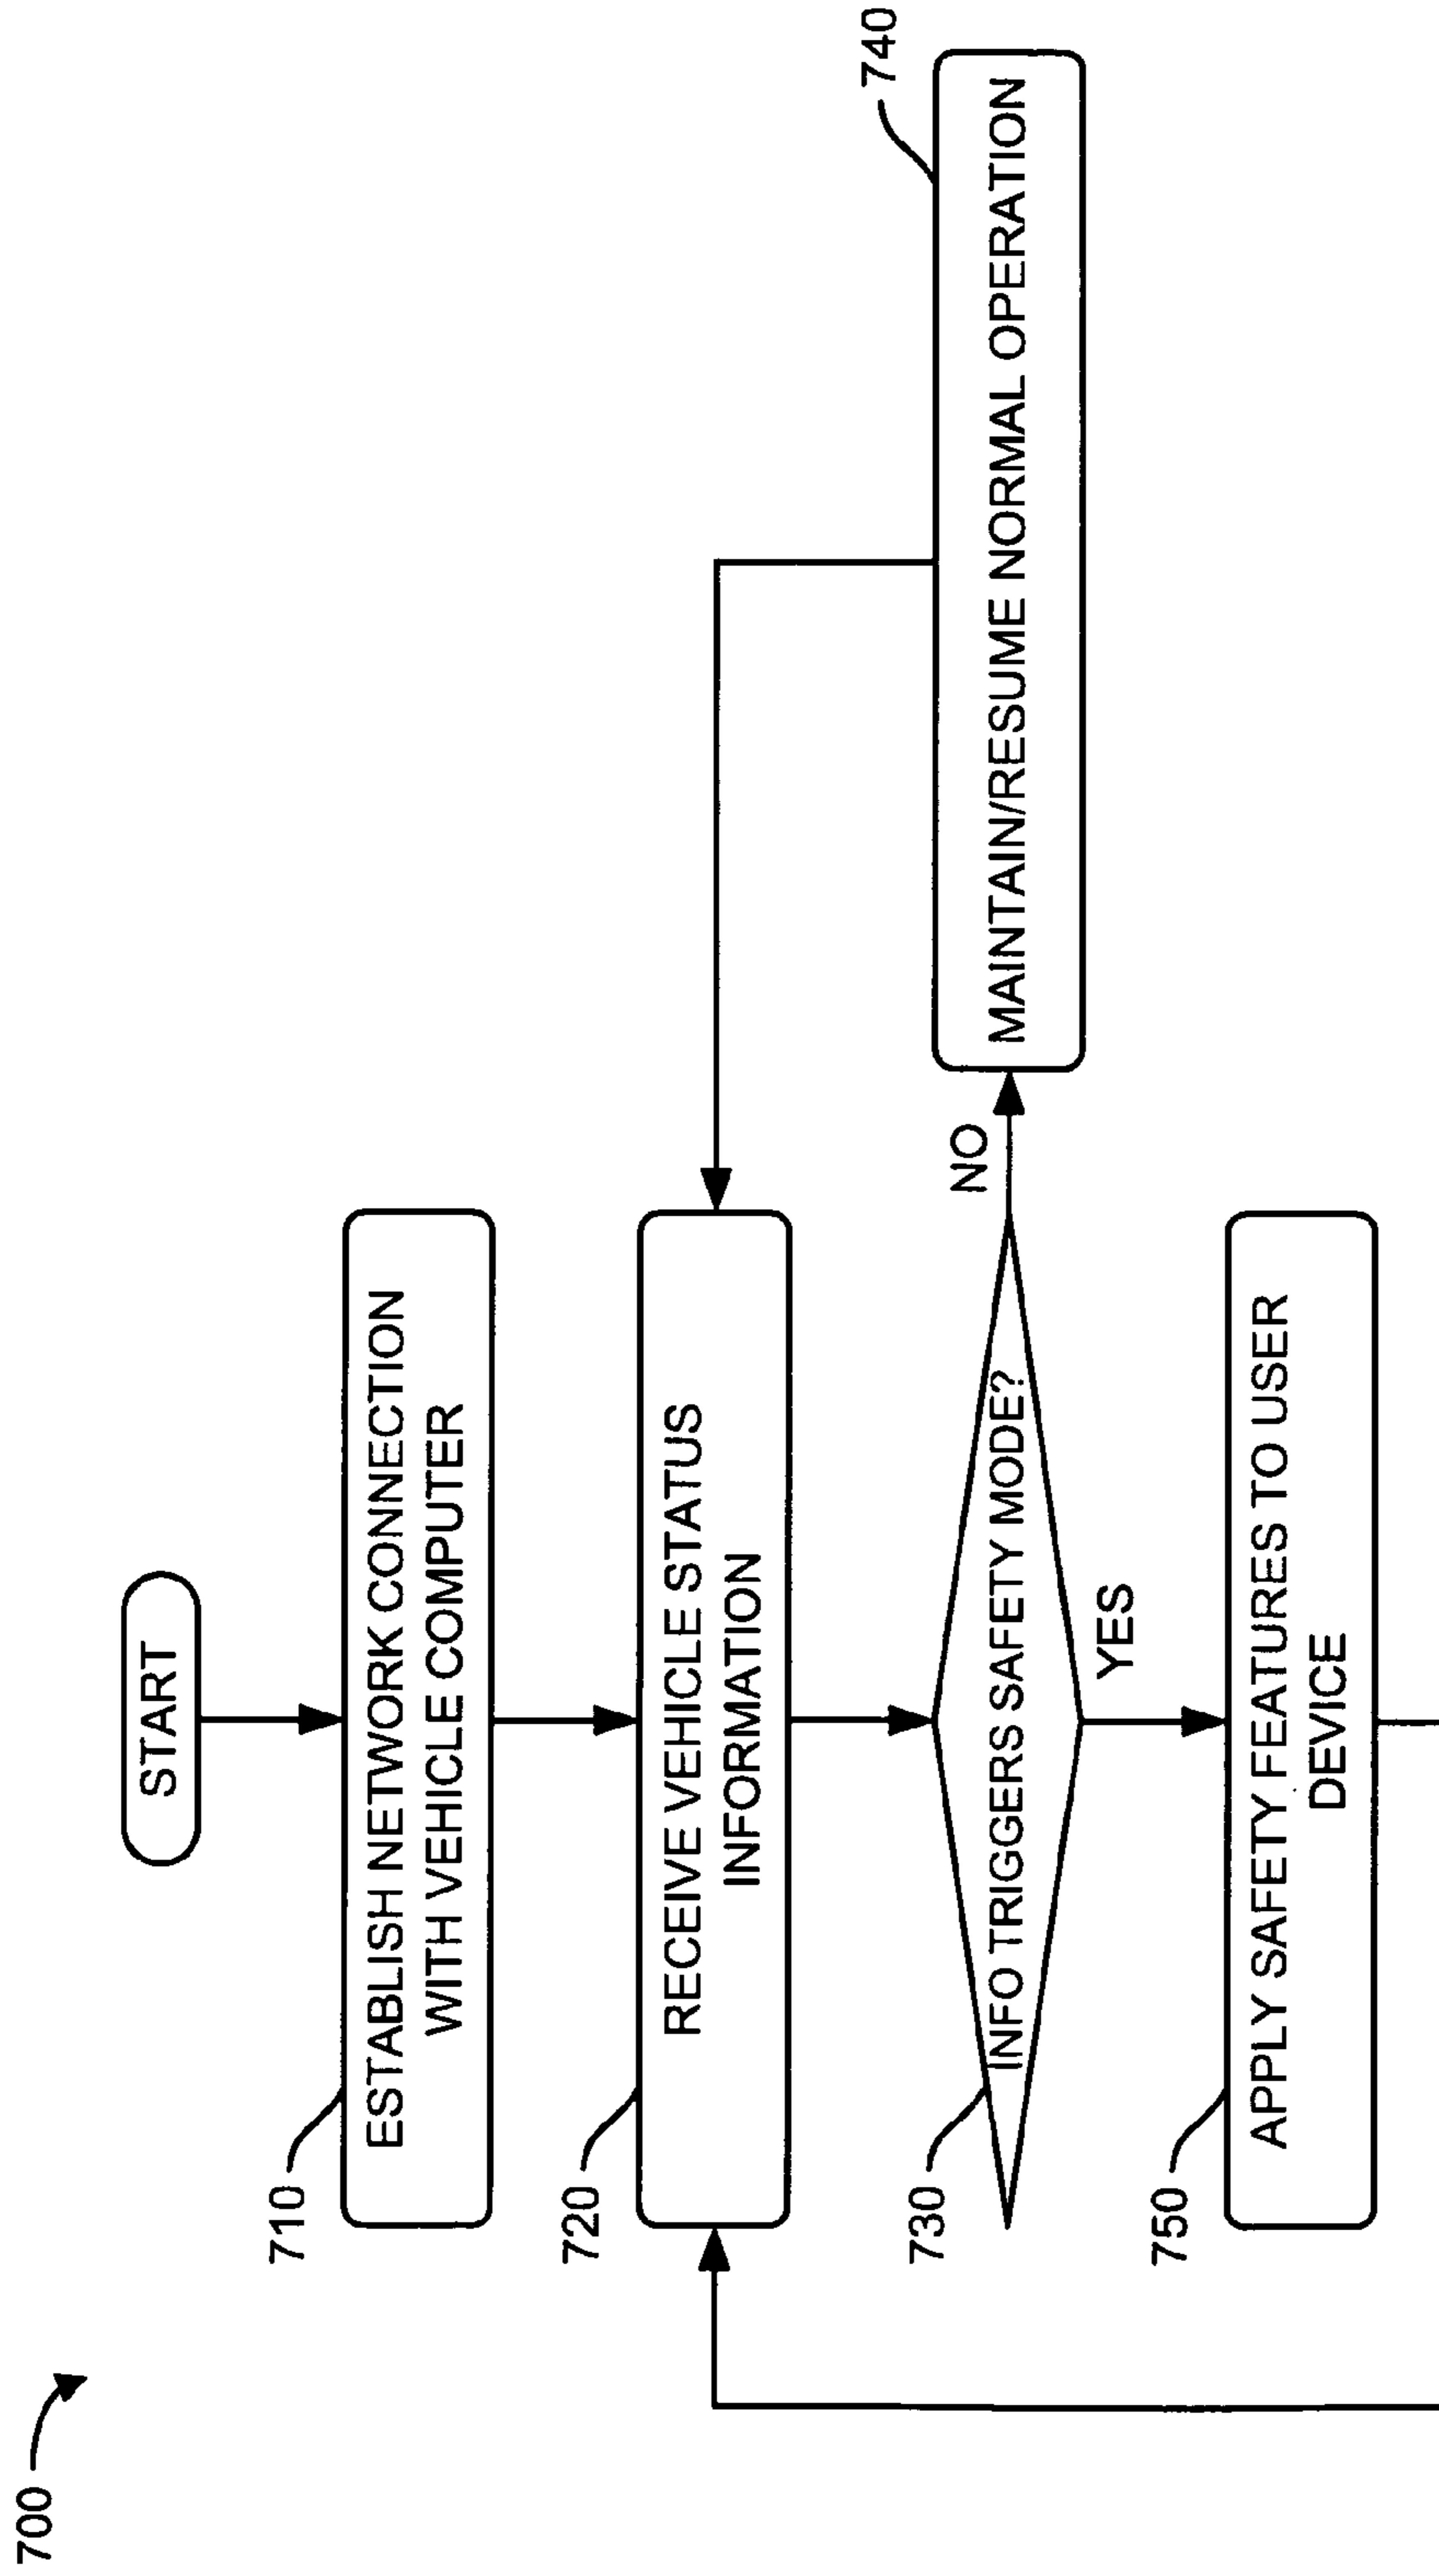 700
START
710
ESTABLISH NETWORK CONNECTION
WITH VEHICLE COMPUTER
720
RECEIVE VEHICLE STATUS
INFORMATION
730
INFO TRIGGERS SAFETY MODE?
NO
740
MAINTAIN/RESUME NORMAL OPERATION
YES
750
APPLY SAFETY FEATURES TO USER
DEVICE